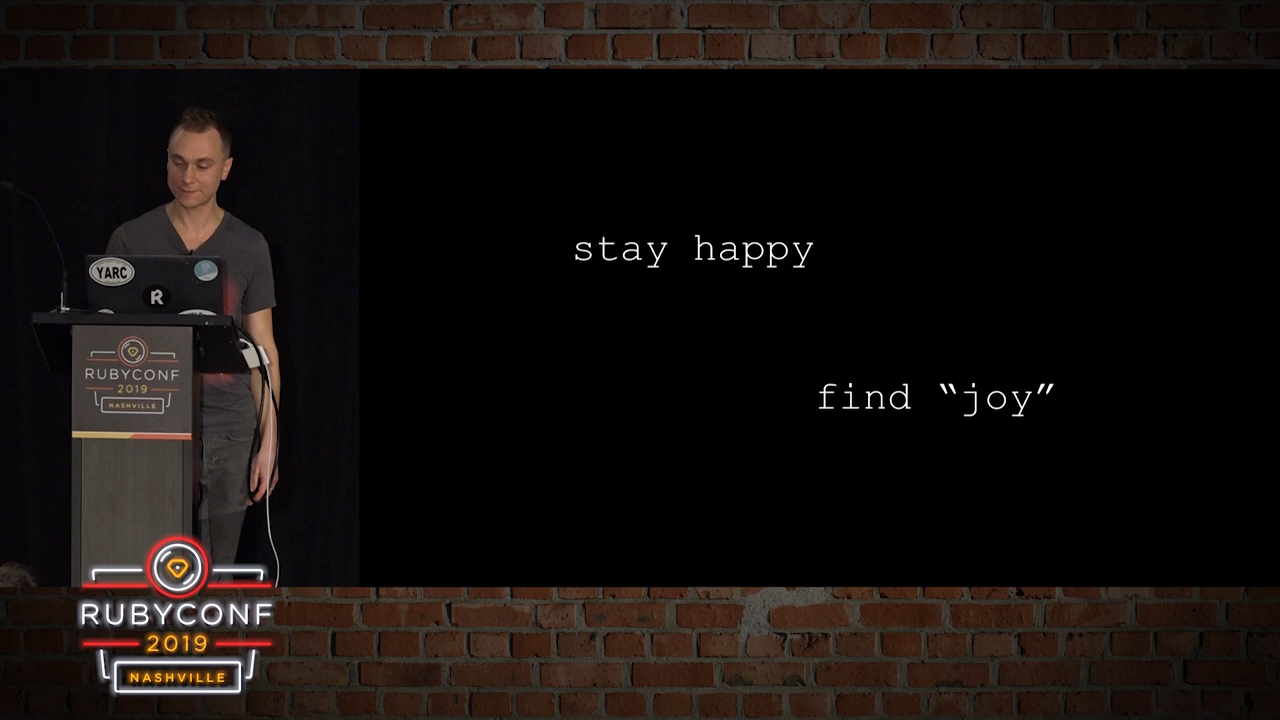 stay happy
find “joy”
YARC
R
RUBYCONF
2019
NASHVILLE
RUBYCONF
2019
NASHVILLE